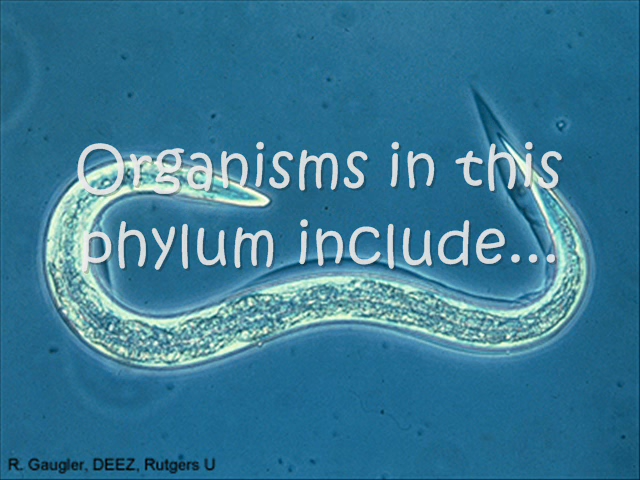 Organisms in this
phylum include...
R. Gaugler, DEEZ, Rutgers U